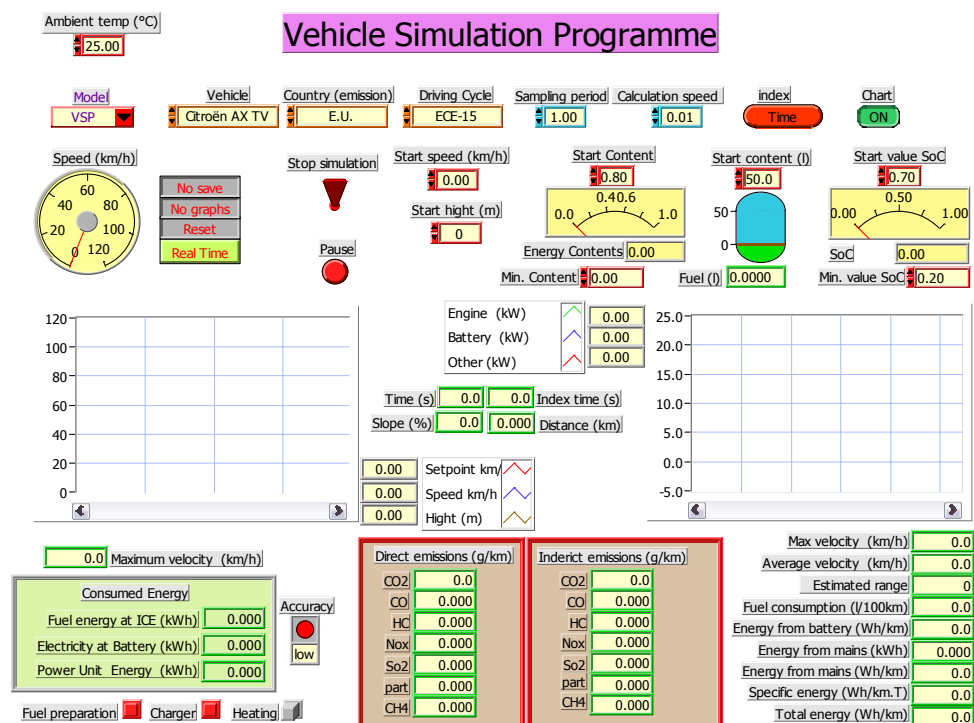 Ambient temp (°C)
25.00
Vehicle Simulation Programme
Model
VSP
Vehicle
Citroën AX TV
Country (emission)
E.U.
Driving Cycle
ECE-15
Sampling period
1.00
Calculation speed
0.01
index
Time
Chart
ON
Speed (km/h)
0 20 40 60 80 100 120
No save
No graphs
Reset
Real Time
Stop simulation
Pause
Start speed (km/h)
0.00
Start hight (m)
0
Start Content
0.80
0.0 0.4 0.6 1.0
Energy Contents 0.00
Min. Content 0.00
Start content (l)
50.0
50
0
Fuel (l) 0.0000
Start value SoC
0.70
0.00 0.50 1.00
SoC 0.00
Min. value SoC 0.20
120
100
80
60
40
20
0
Engine (kW) 0.00
Battery (kW) 0.00
Other (kW) 0.00
Time (s) 0.0 0.0 Index time (s)
Slope (%) 0.0 0.000 Distance (km)
0.00 Setpoint km/
0.00 Speed km/h
0.00 Hight (m)
25.0
20.0
15.0
10.0
5.0
0.0
-5.0
0.0 Maximum velocity (km/h)
Consumed Energy
Fuel energy at ICE (kWh) 0.000
Electricity at Battery (kWh) 0.000
Power Unit Energy (kWh) 0.000
Accuracy
low
Fuel preparation Charger Heating
Direct emissions (g/km)
CO2 0.0
CO 0.000
HC 0.000
Nox 0.000
So2 0.000
part 0.000
CH4 0.000
Inderict emissions (g/km)
CO2 0.0
CO 0.000
HC 0.000
Nox 0.000
So2 0.000
part 0.000
CH4 0.000
Max velocity (km/h) 0.0
Average velocity (km/h) 0.0
Estimated range 0
Fuel consumption (l/100km) 0.0
Energy from battery (Wh/km) 0.0
Energy from mains (kWh) 0.000
Energy from mains (Wh/km) 0.0
Specific energy (Wh/km.T) 0.0
Total energy (Wh/km) 0.0